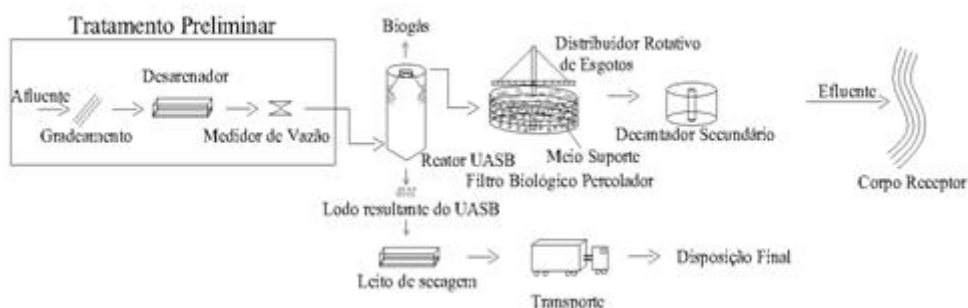 Tratamento Preliminar
Biogás
Distribuidor Rotativo
de Esgotos
Desarenador
Afluente
Efluente
Gradeamento
Medidor de Vazão
Decantador Secundário
Reator UASB
Meio Suporte
Filtro Biológico Percolador
Corpo Receptor
Lodo resultante do UASB
Leito de secagem
Disposição Final
Transporte